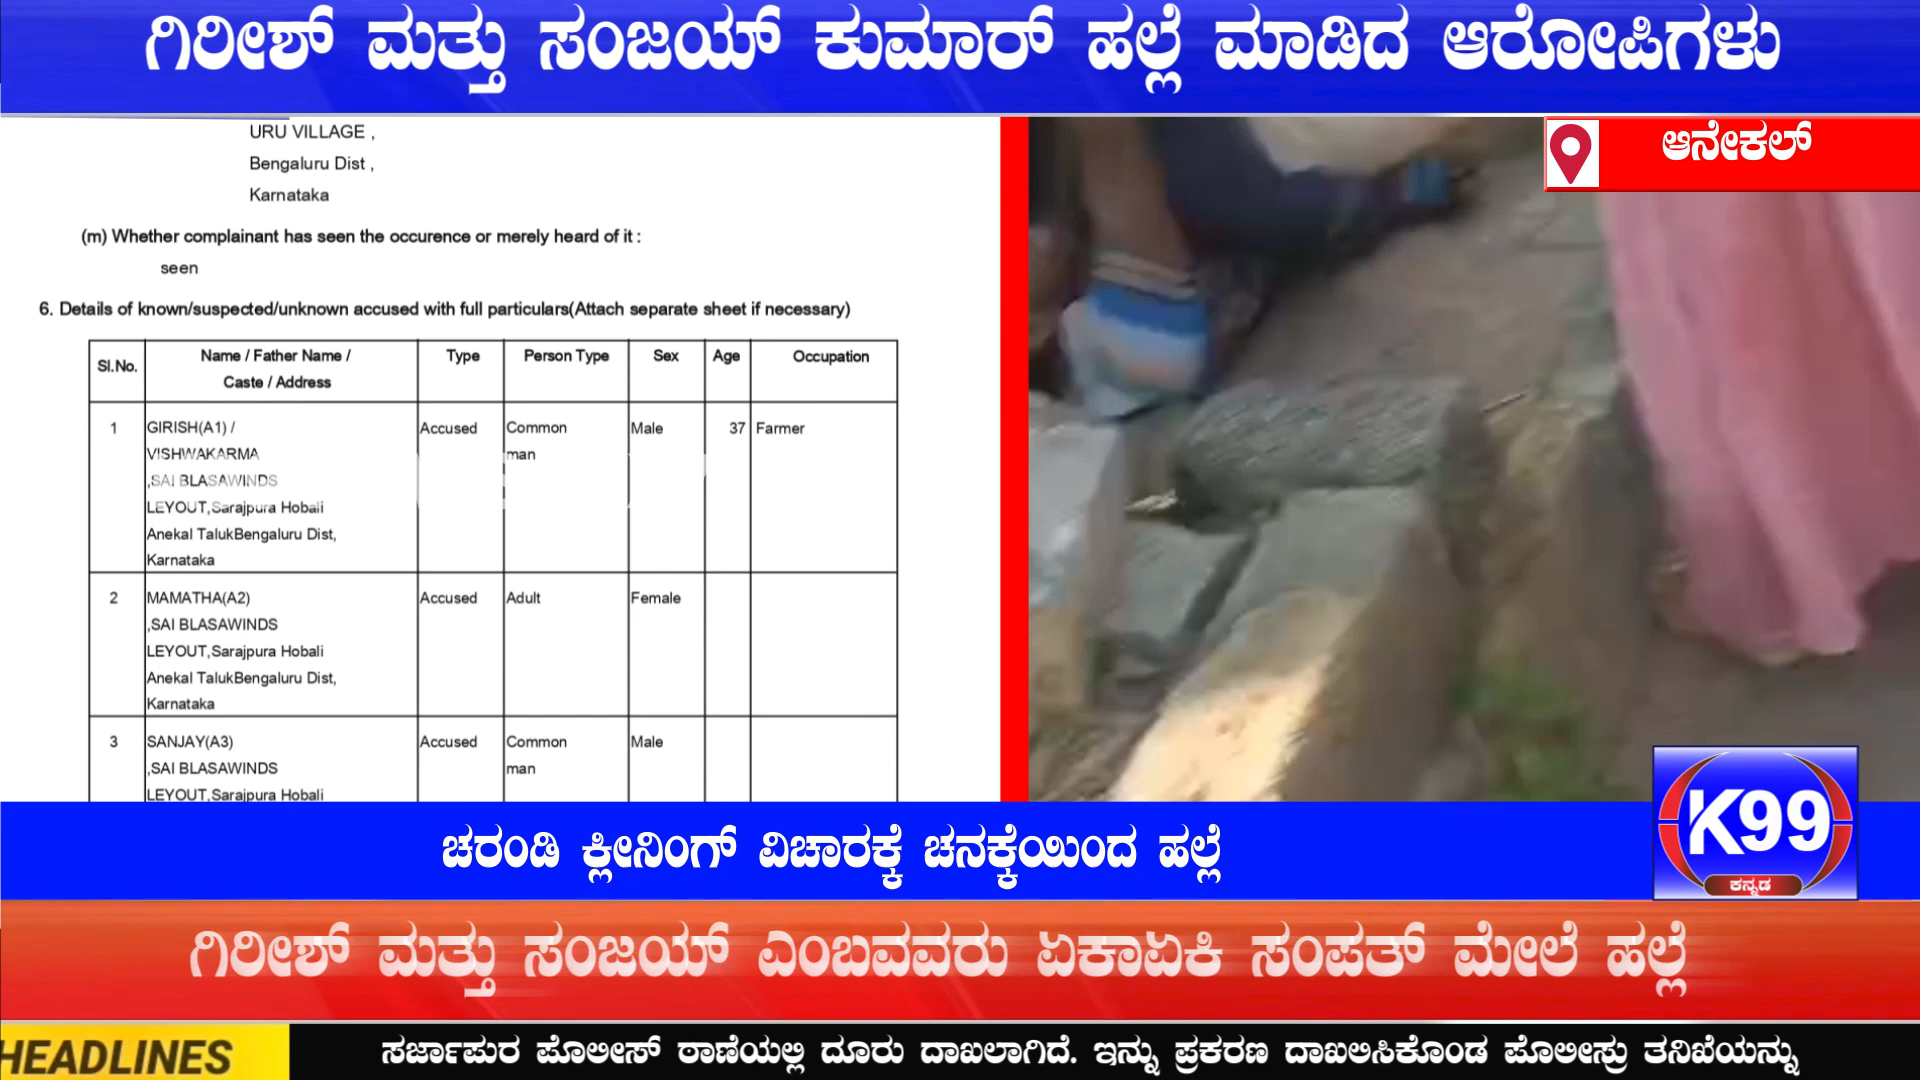 ಗಿರೀಶ್ ಮತ್ತು ಸಂಜಯ್ ಕುಮಾರ್ ಹಲ್ಲೆ ಮಾಡಿದ ಆರೋಪಿಗಳು
ಆನೇಕಲ್
URU VILLAGE ,
Bengaluru Dist ,
Karnataka
(m) Whether complainant has seen the occurence or merely heard of it :
seen
6. Details of known/suspected/unknown accused with full particulars(Attach separate sheet if necessary)
Sl.No. Name / Father Name / Caste / Address Type Person Type Sex Age Occupation
1 GIRISH(A1) / Accused Common Male 37 Farmer
VISHWAKARMA man
,SAI BLASAWINDS
LEYOUT,Sarajpura Hobali
Anekal TalukBengaluru Dist,
Karnataka
2 MAMATHA(A2) Accused Adult Female
,SAI BLASAWINDS
LEYOUT,Sarajpura Hobali
Anekal TalukBengaluru Dist,
Karnataka
3 SANJAY(A3) Accused Common Male
,SAI BLASAWINDS man
LEYOUT,Sarajpura Hobali
ಚರಂಡಿ ಕ್ಲೀನಿಂಗ್ ವಿಚಾರಕ್ಕೆ ಚನಕ್ಕೆಯಿಂದ ಹಲ್ಲೆ
K99
ಕನ್ನಡ
ಗಿರೀಶ್ ಮತ್ತು ಸಂಜಯ್ ಎಂಬವವರು ಏಕಾಏಕಿ ಸಂಪತ್ ಮೇಲೆ ಹಲ್ಲೆ
HEADLINES
ಸರ್ಜಾಪುರ ಪೊಲೀಸ್ ಠಾಣೆಯಲ್ಲಿ ದೂರು ದಾಖಲಾಗಿದೆ. ಇನ್ನು ಪ್ರಕರಣ ದಾಖಲಿಸಿಕೊಂಡ ಪೊಲೀಸ್ರು ತನಿಖೆಯನ್ನು